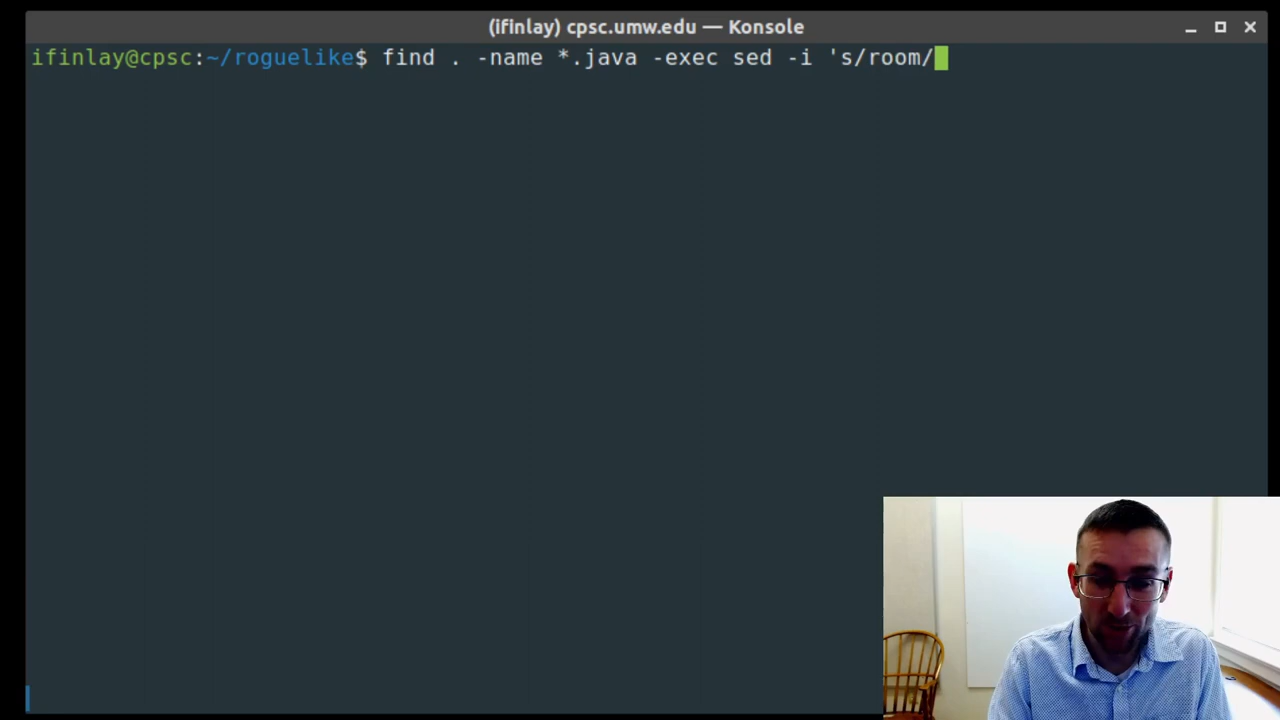 (ifinlay) cpsc.umw.edu — Konsole
ifinlay@cpsc:~/roguelike$ find . -name *.java -exec sed -i 's/room/